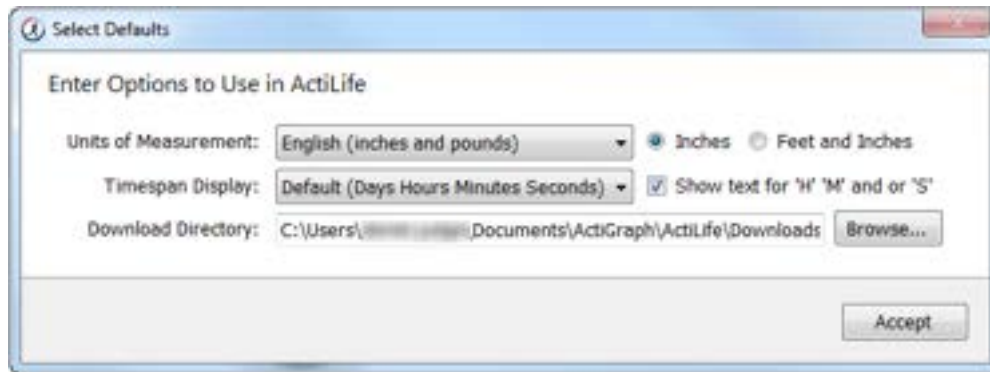 Select Defaults
Enter Options to Use in ActiLife
Units of Measurement: English (inches and pounds) Inches Feet and Inches
Timespan Display: Default (Days Hours Minutes Seconds) Show text for 'H' 'M' and or 'S'
Download Directory: C:\Users\ Documents\ActiGraph\ActiLife\Downloads Browse...
Accept